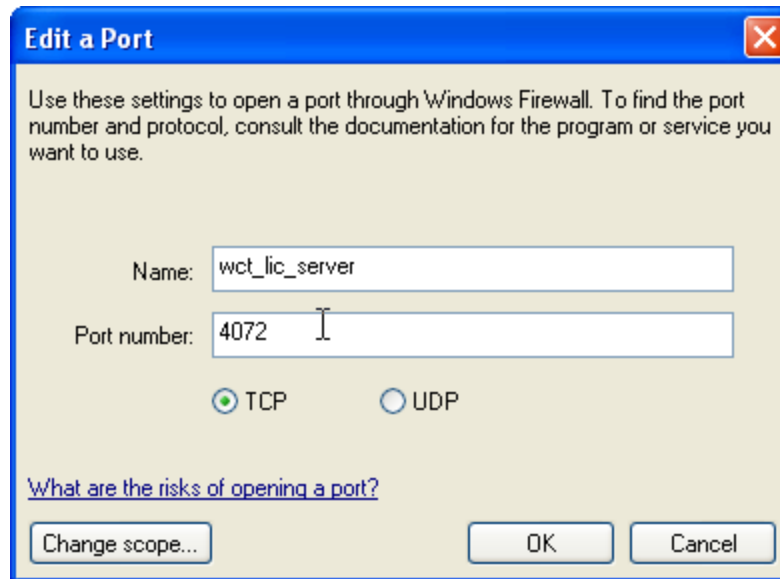 Edit a Port
Use these settings to open a port through Windows Firewall. To find the port
number and protocol, consult the documentation for the program or service you
want to use.
Name: wct_lic_server
Port number: 4072
TCP UDP
What are the risks of opening a port?
Change scope... OK Cancel